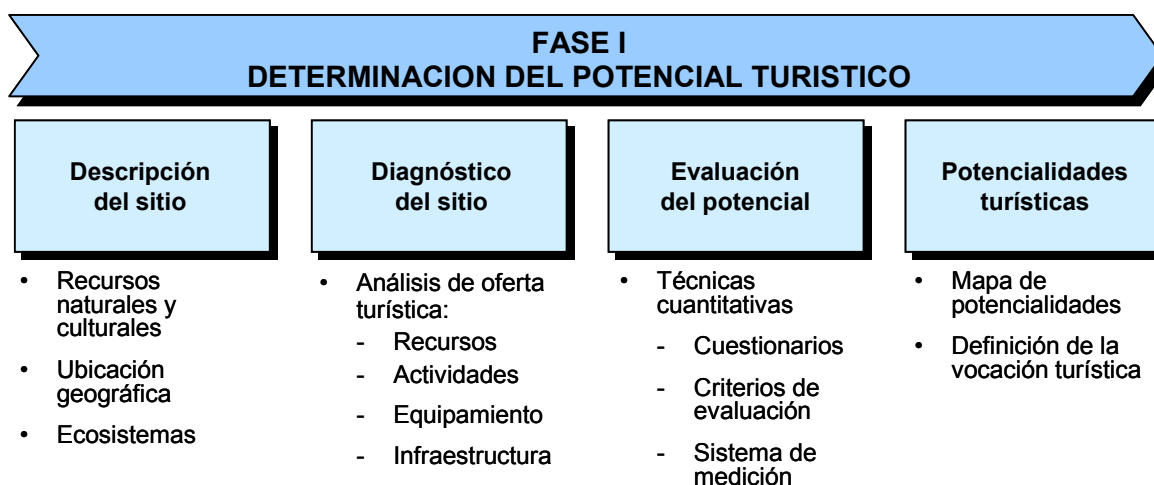 FASE I
DETERMINACION DEL POTENCIAL TURISTICO
Descripción
del sitio
• Recursos
naturales y
culturales
• Ubicación
geográfica
• Ecosistemas
Diagnóstico
del sitio
• Análisis de oferta
turística:
- Recursos
- Actividades
- Equipamiento
- Infraestructura
Evaluación
del potencial
• Técnicas
cuantitativas
- Cuestionarios
- Criterios de
evaluación
- Sistema de
medición
Potencialidades
turísticas
• Mapa de
potencialidades
• Definición de la
vocación turística